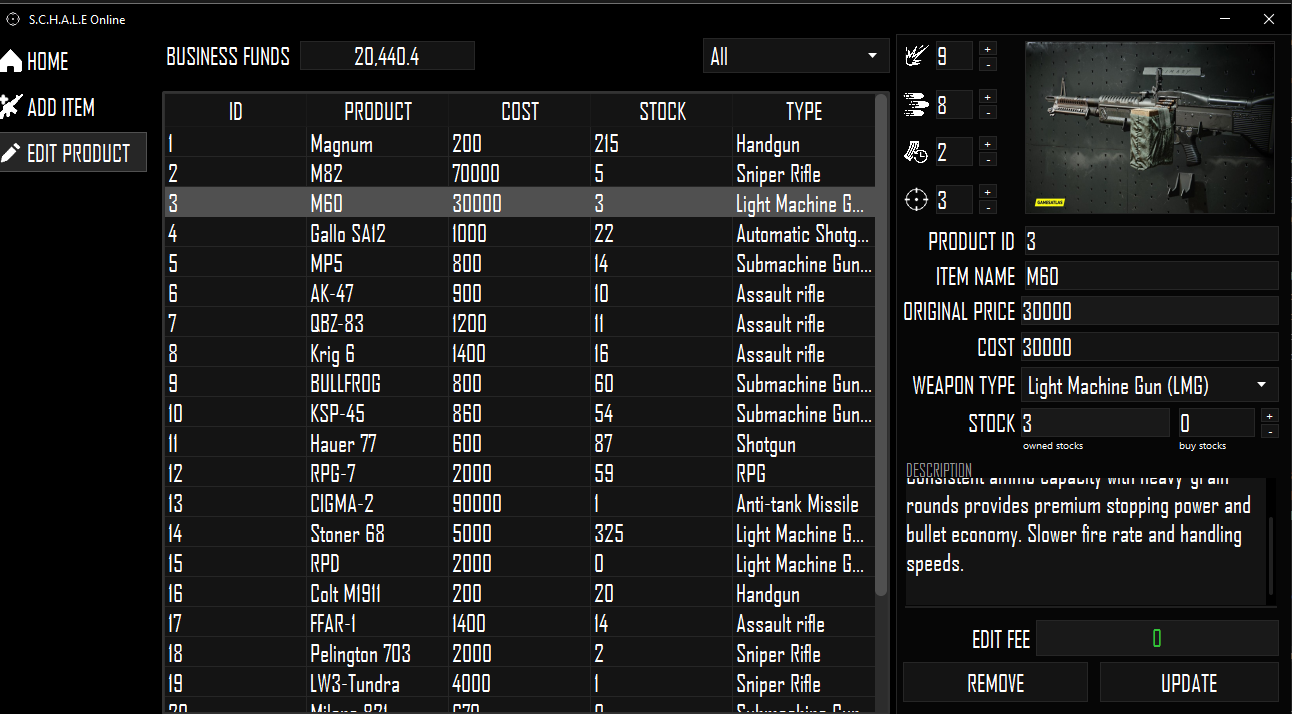 S.C.H.A.L.E Online
HOME
ADD ITEM
EDIT PRODUCT
BUSINESS FUNDS 20,440.4 All
ID PRODUCT COST STOCK TYPE
1 Magnum 200 215 Handgun
2 M82 70000 5 Sniper Rifle
3 M60 30000 3 Light Machine G...
4 Gallo SA12 1000 22 Automatic Shotg...
5 MP5 800 14 Submachine Gun...
6 AK-47 900 10 Assault rifle
7 QBZ-83 1200 11 Assault rifle
8 Krig 6 1400 16 Assault rifle
9 BULLFROG 800 60 Submachine Gun...
10 KSP-45 860 54 Submachine Gun...
11 Hauer 77 600 87 Shotgun
12 RPG-7 2000 59 RPG
13 CIGMA-2 90000 1 Anti-tank Missile
14 Stoner 68 5000 325 Light Machine G...
15 RPD 2000 0 Light Machine G...
16 Colt M1911 200 20 Handgun
17 FFAR-1 1400 14 Assault rifle
18 Pelington 703 2000 2 Sniper Rifle
19 LW3-Tundra 4000 1 Sniper Rifle
9 + -
8 + -
2 + -
3 + -
GAMESATLAS
PRODUCT ID 3
ITEM NAME M60
ORIGINAL PRICE 30000
COST 30000
WEAPON TYPE Light Machine Gun (LMG)
STOCK 3 0 + -
owned stocks buy stocks
DESCRIPTION
Consistent ammo capacity with heavy-grain
rounds provides premium stopping power and
bullet economy. Slower fire rate and handling
speeds.
EDIT FEE 0
REMOVE UPDATE